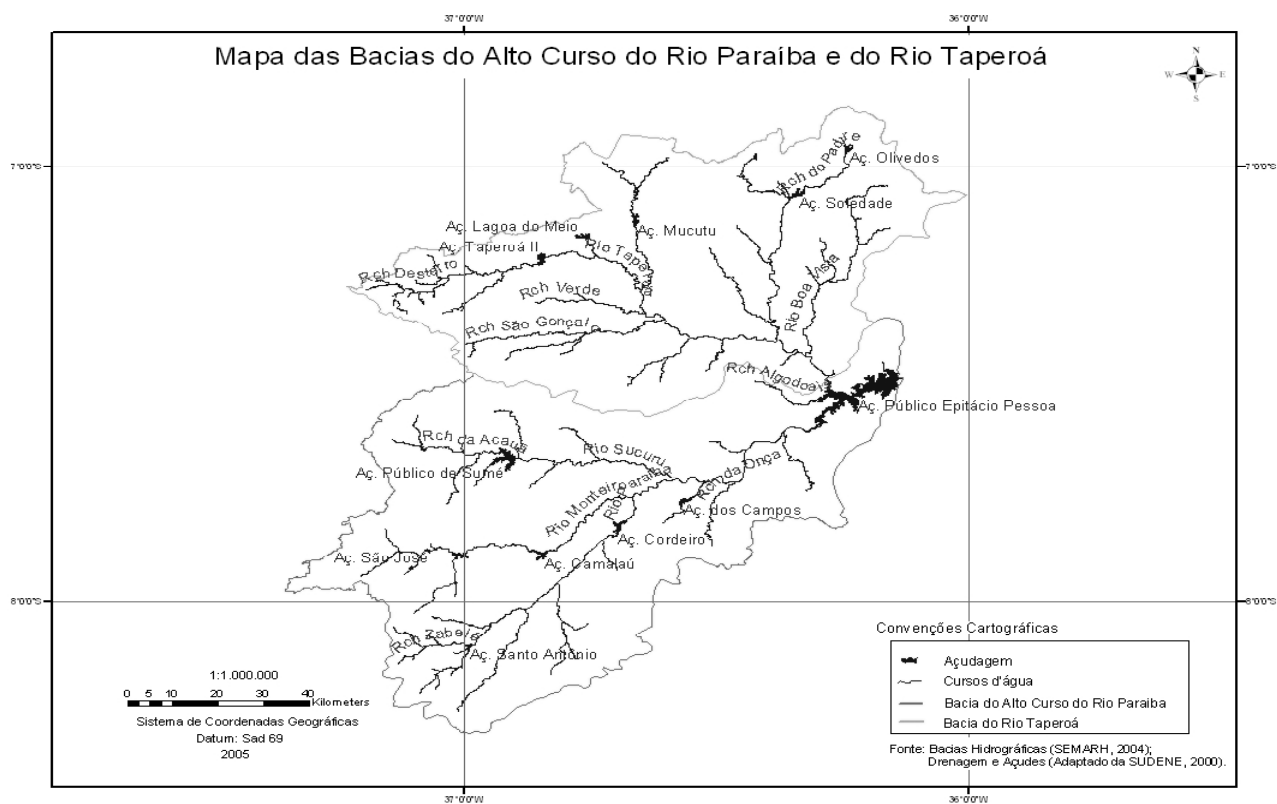 37°0'0"W
36°0'0"W
Mapa das Bacias do Alto Curso do Rio Paraíba e do Rio Taperoá
N
W
E
S
7°0'0"S
7°0'0"S
Rch do Padre
Aç. Olivedos
Aç. Soledade
Aç. Lagoa do Meio
Aç. Mucutu
Aç. Taperuá II
Rio Taperoá
Rch Desterro
Rch Verde
Rio Boa Vista
Rch São Gonçalo
Rch Algodoais
Aç. Público Epitácio Pessoa
Rch da Acauã
Rio Sucuru
Aç. Público de Sumé
Rch da Onça
Rio Monteiro
Rio Paraíba
Aç. dos Campos
Aç. Cordeiro
Aç. São José
Aç. Camalaú
8°0'0"S
8°0'0"S
Rch Zabelê
Aç. Santo Antônio
Convenções Cartográficas
Açudagem
Cursos d'água
Bacia do Alto Curso do Rio Paraiba
Bacia do Rio Taperoá
1:1.000.000
0 5 10 20 30 40
Kilometers
Sistema de Coordenadas Geográficas
Datum: Sad 69
2005
Fonte: Bacias Hidrográficas (SEMARH, 2004);
Drenagem e Açudes (Adaptado da SUDENE, 2000).
37°0'0"W
36°0'0"W